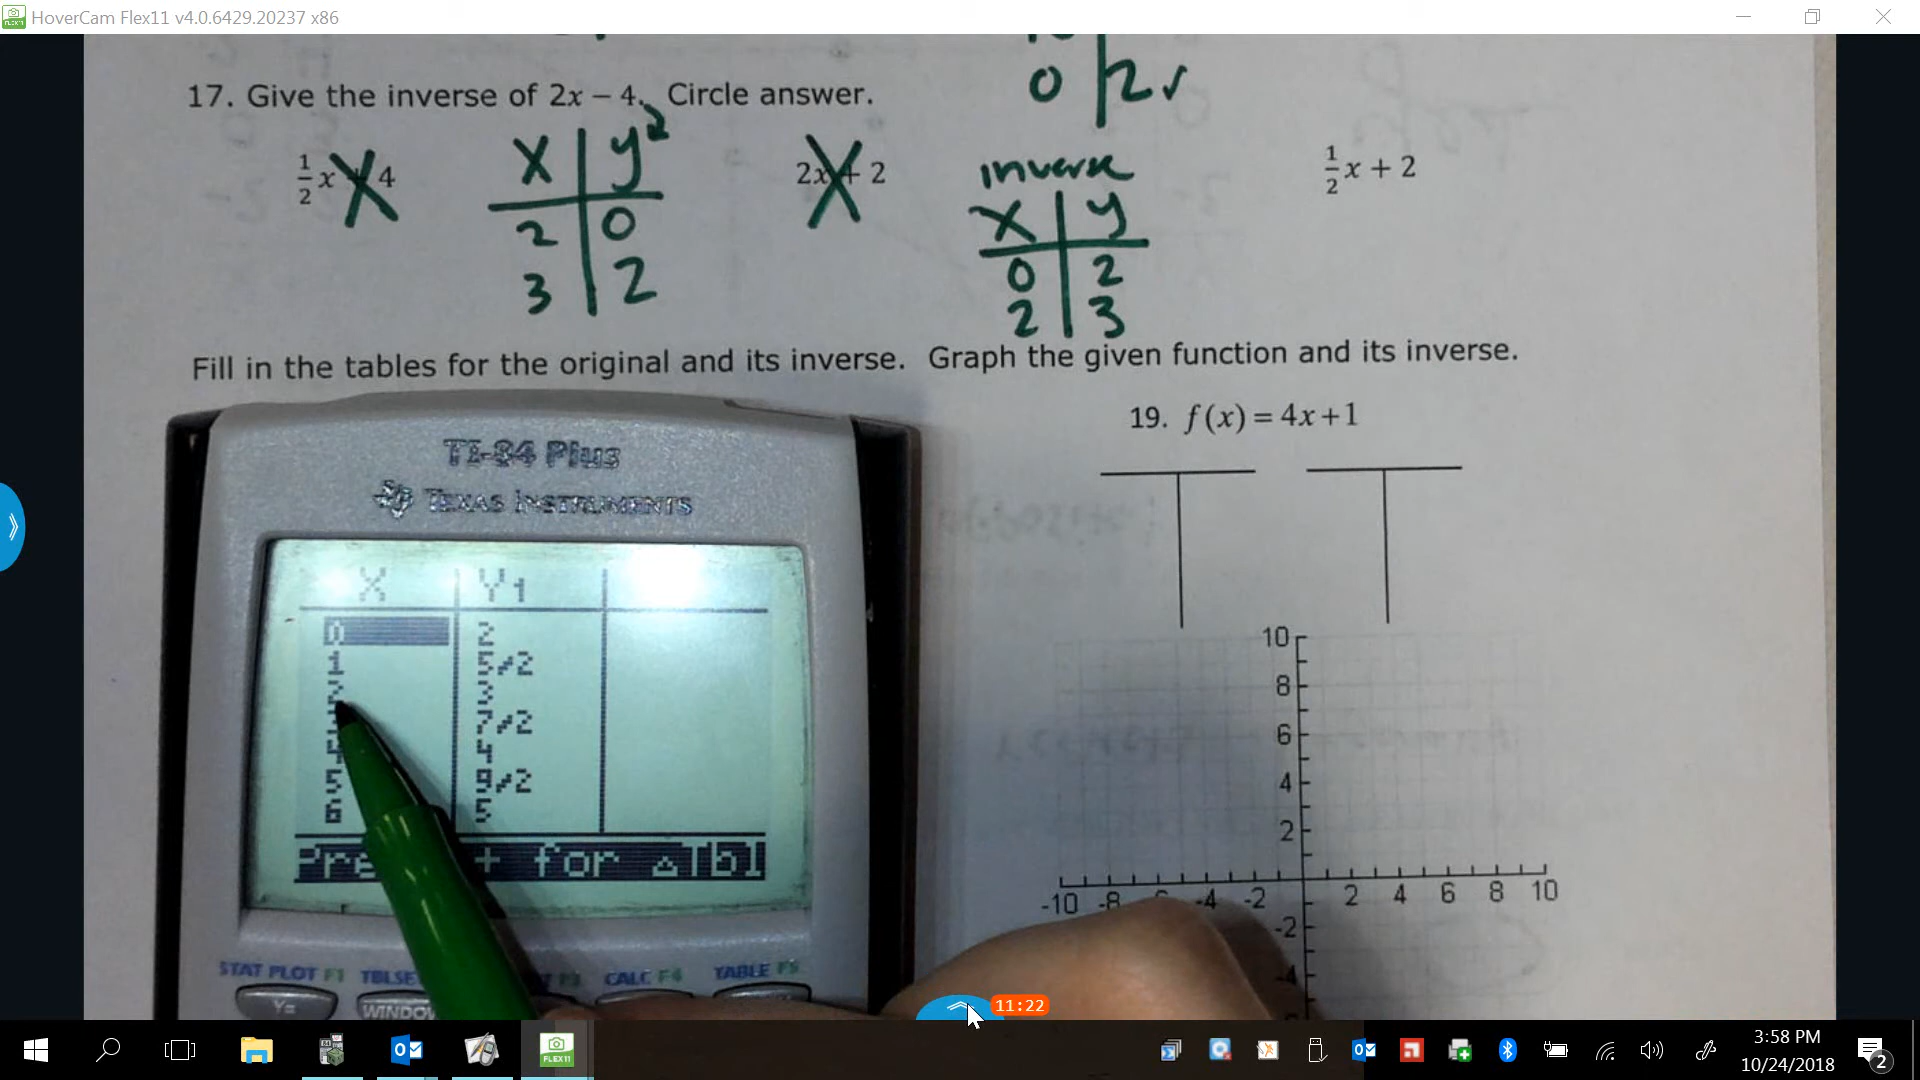 HoverCam Flex11 v4.0.6429.20237 x86
0 2 ✓
17. Give the inverse of 2x – 4. Circle answer.
x y
2 0
3 2
2x + 2
inverse
x y
0 2
2 3
1/2 x + 2
Fill in the tables for the original and its inverse. Graph the given function and its inverse.
19. f(x) = 4x+1
TI-84 Plus
TEXAS INSTRUMENTS
X Y1
0 2
1 5/2
2 3
3 7/2
4 4
5 9/2
6 5
+ for △Tbl
STAT PLOT F1
CALC F4 TABLE F5
Y= WINDOW
10
8
6
4
2
-10 -8 -4 -2 2 4 6 8 10
-2
-4
11:22
FLEX11
3:58 PM
10/24/2018
2